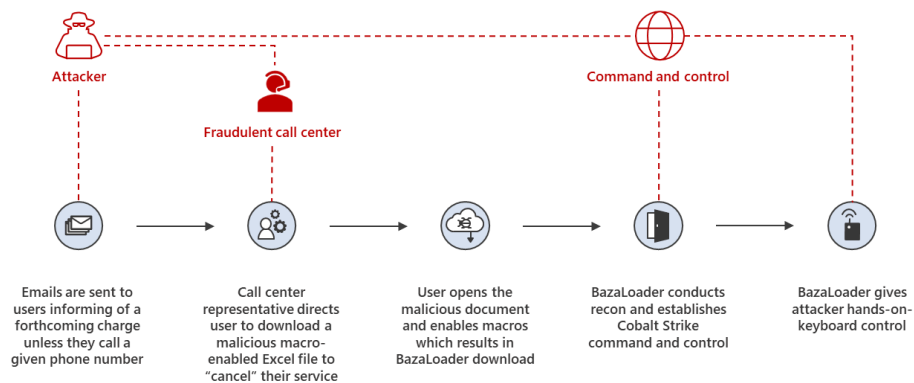 Attacker
Command and control
Fraudulent call center
Emails are sent to
users informing of a
forthcoming charge
unless they call a
given phone number
Call center
representative directs
user to download a
malicious macro-
enabled Excel file to
“cancel” their service
User opens the
malicious document
and enables macros
which results in
BazaLoader download
BazaLoader conducts
recon and establishes
Cobalt Strike
command and control
BazaLoader gives
attacker hands-on-
keyboard control